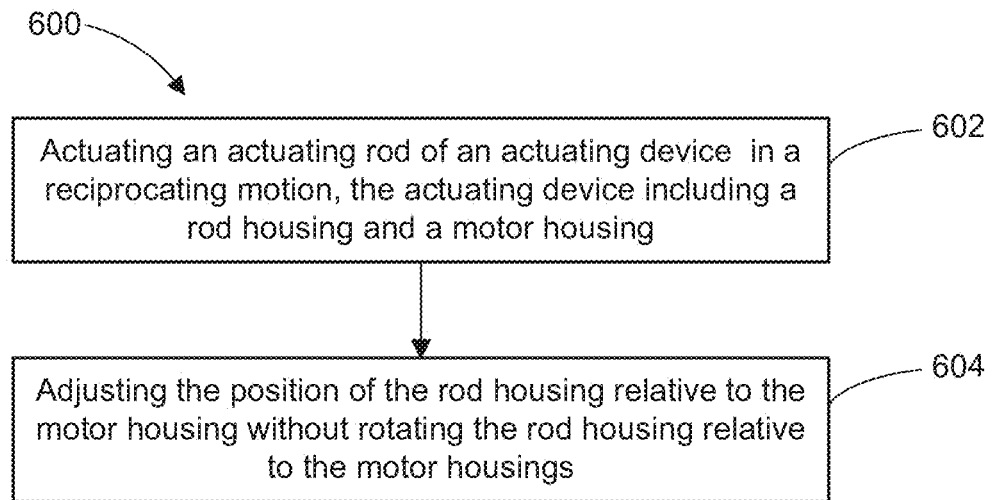 600
602
Actuating an actuating rod of an actuating device in a
reciprocating motion, the actuating device including a
rod housing and a motor housing
604
Adjusting the position of the rod housing relative to the
motor housing without rotating the rod housing relative
to the motor housings